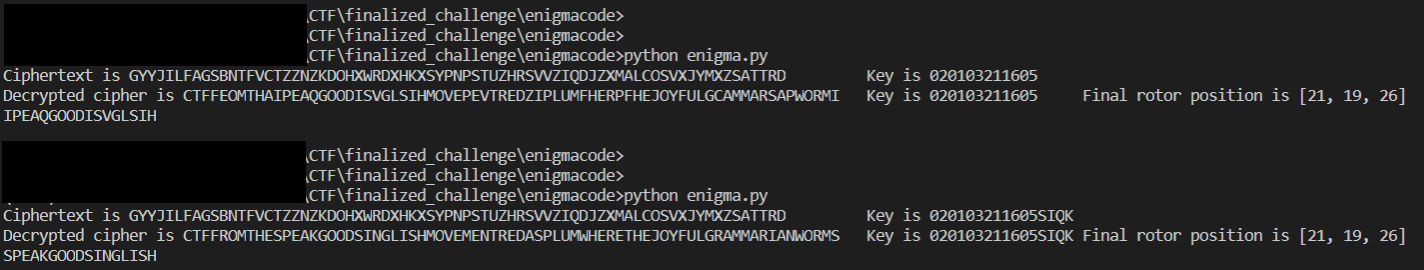 \CTF\finalized_challenge\enigmacode>
\CTF\finalized_challenge\enigmacode>
\CTF\finalized_challenge\enigmacode>python enigma.py
Ciphertext is GYYJILFAGSBNTFVCTZZNZKDOHXWRDXHKXSYPNPSTUZHRSVVZIQDJZXMALCOSVXJYMXZSATTRD Key is 020103211605
Decrypted cipher is CTFFEOMTHAIPEAQGOODISVGLSIHMOVEPEVTREDZIPLUMFHERPFHEJOYFULGCAMMARSAPWORMI Key is 020103211605 Final rotor position is [21, 19, 26]
IPEAQGOODISVGLSIH
\CTF\finalized_challenge\enigmacode>
\CTF\finalized_challenge\enigmacode>
\CTF\finalized_challenge\enigmacode>python enigma.py
Ciphertext is GYYJILFAGSBNTFVCTZZNZKDOHXWRDXHKXSYPNPSTUZHRSVVZIQDJZXMALCOSVXJYMXZSATTRD Key is 020103211605SIQK
Decrypted cipher is CTFFROMTHESPEAKGOODSINGLISHMOVEMENTREDASPLUMWHERETHEJOYFULGRAMMARIANWORMS Key is 020103211605SIQK Final rotor position is [21, 19, 26]
SPEAKGOODSINGLISH